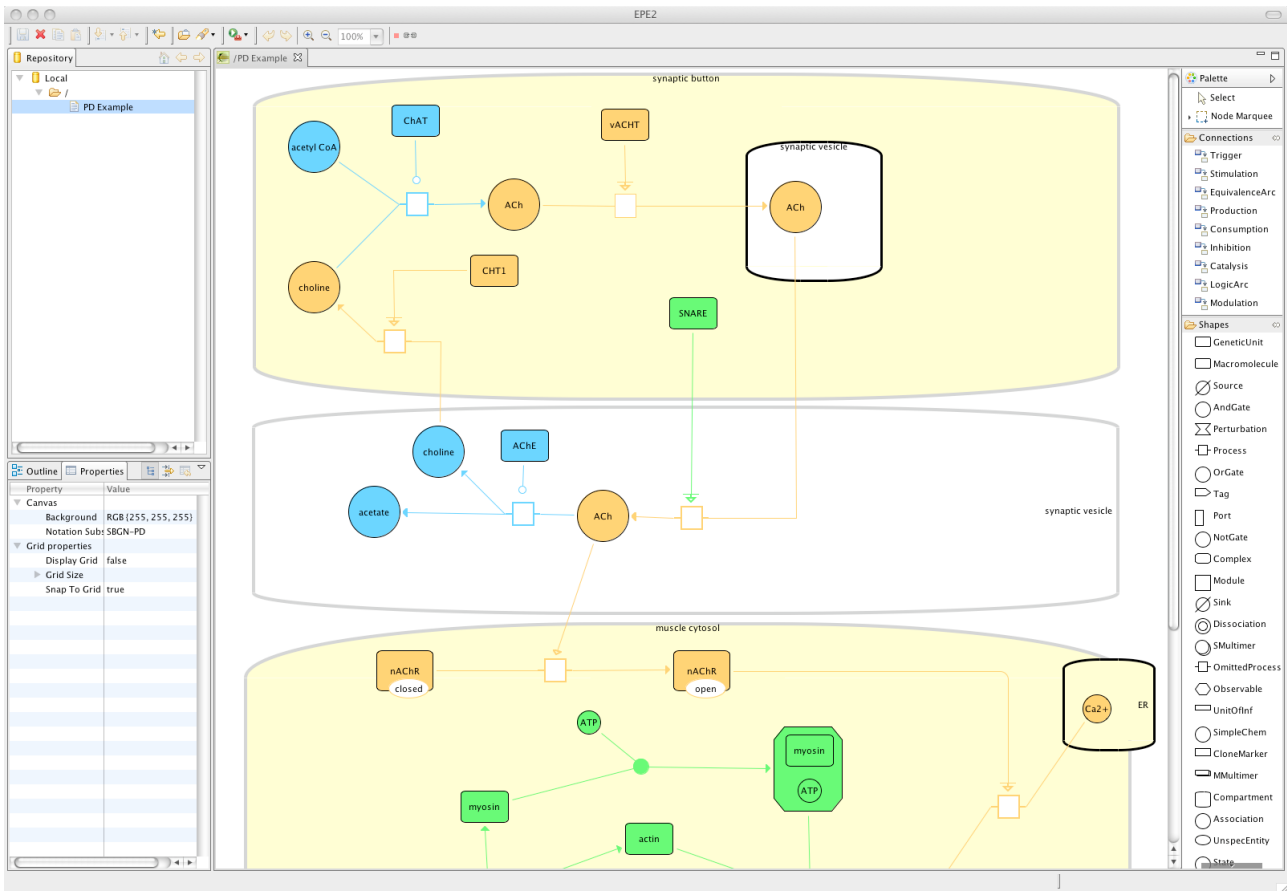 EPE2
100%
Repository
Local
/
PD Example
/PD Example
synaptic button
ChAT
vACHT
acetyl CoA
synaptic vesicle
ACh
ACh
CHT1
choline
SNARE
choline
AChE
acetate
ACh
synaptic vesicle
muscle cytosol
nAChR
closed
nAChR
open
Ca2+
ER
ATP
myosin
ATP
myosin
actin
Outline
Properties
Property
Value
Canvas
Background
RGB {255, 255, 255}
Notation Subs
SBGN-PD
Grid properties
Display Grid
false
Grid Size
Snap To Grid
true
Palette
Select
Node Marquee
Connections
Trigger
Stimulation
EquivalenceArc
Production
Consumption
Inhibition
Catalysis
LogicArc
Modulation
Shapes
GeneticUnit
Macromolecule
Source
AndGate
Perturbation
Process
OrGate
Tag
Port
NotGate
Complex
Module
Sink
Dissociation
SMultimer
OmittedProcess
Observable
UnitOfInf
SimpleChem
CloneMarker
MMultimer
Compartment
Association
UnspecEntity
State